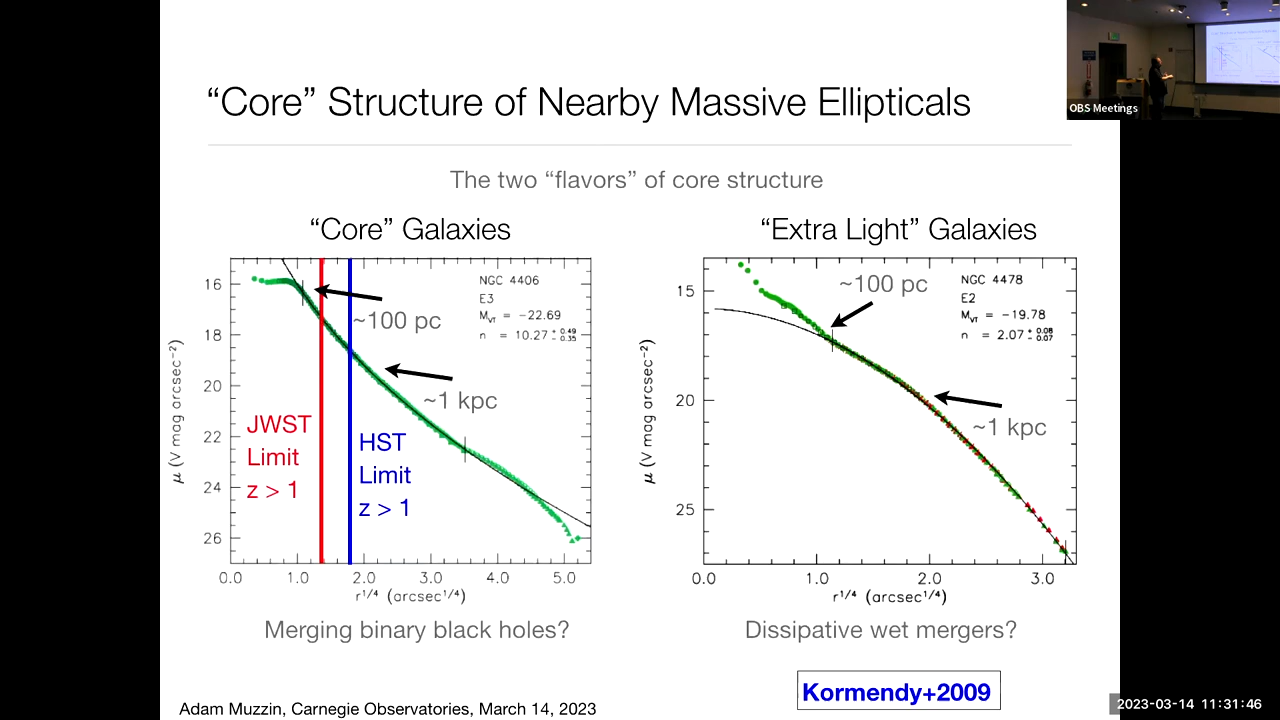 OBS Meetings
“Core” Structure of Nearby Massive Ellipticals
The two “flavors” of core structure
“Core” Galaxies
NGC 4406
E3
M_VT = −22.69
n = 10.27 ± 0.49 0.35
~100 pc
~1 kpc
JWST
Limit
z > 1
HST
Limit
z > 1
16
18
20
22
24
26
μ (V mag arcsec⁻²)
0.0 1.0 2.0 3.0 4.0 5.0
r^1/4 (arcsec^1/4)
Merging binary black holes?
“Extra Light” Galaxies
NGC 4478
E2
M_VT = −19.78
n = 2.07 ± 0.08 0.07
~100 pc
~1 kpc
15
20
25
μ (V mag arcsec⁻²)
0.0 1.0 2.0 3.0
r^1/4 (arcsec^1/4)
Dissipative wet mergers?
Kormendy+2009
Adam Muzzin, Carnegie Observatories, March 14, 2023
2023-03-14 11:31:46